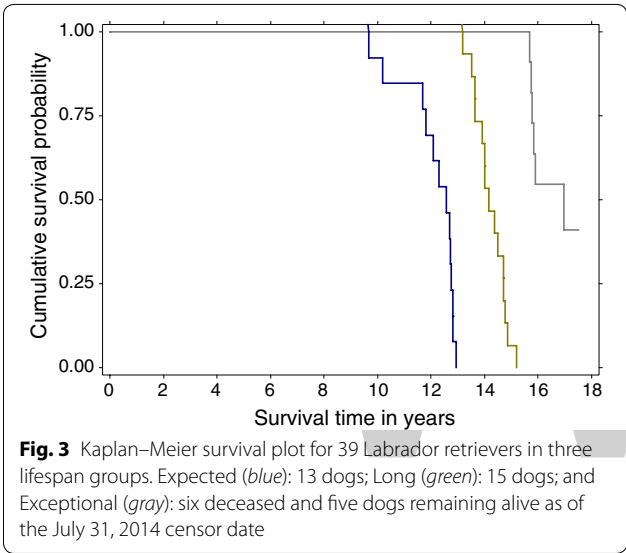 1.00
0.75
0.50
0.25
0.00
Cumulative survival probability
0 2 4 6 8 10 12 14 16 18
Survival time in years
Fig. 3 Kaplan–Meier survival plot for 39 Labrador retrievers in three
lifespan groups. Expected (blue): 13 dogs; Long (green): 15 dogs; and
Exceptional (gray): six deceased and five dogs remaining alive as of
the July 31, 2014 censor date